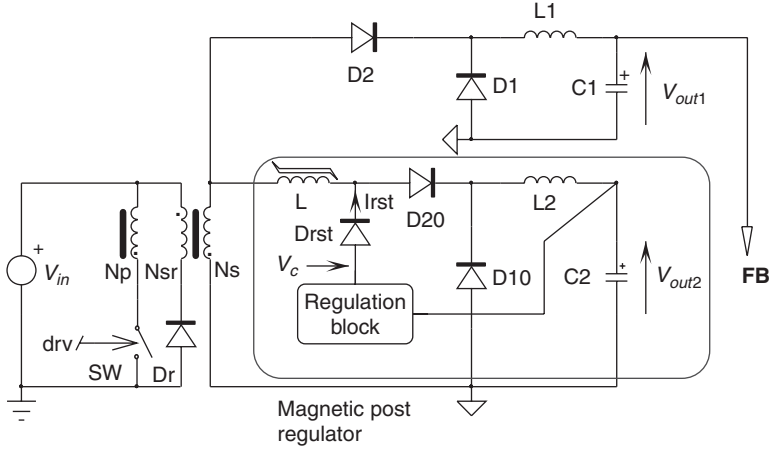 L1
D2
D1
C1
+
Vout1
L
Irst
D20
L2
Drst
FB
+
Vin
Np
Nsr
Ns
Vc
D10
C2
+
Vout2
Regulation
block
drv
SW
Dr
Magnetic post
regulator